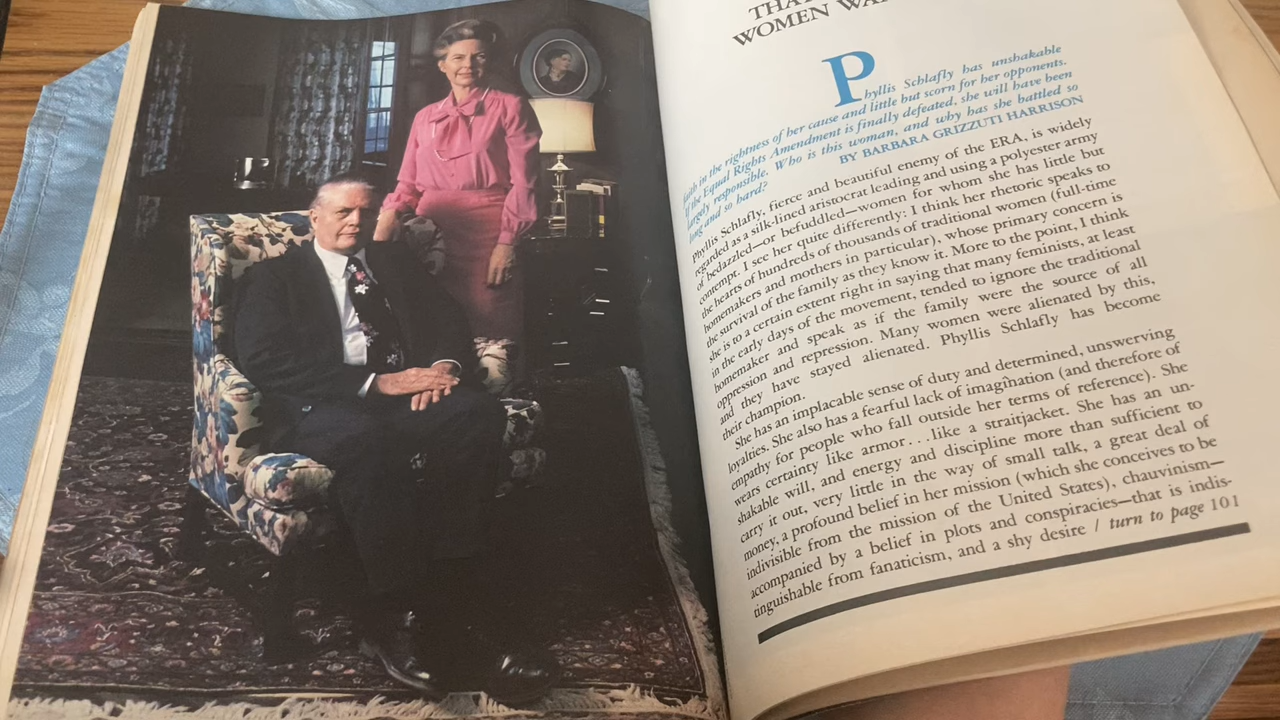 THAT
WOMEN WA
Phyllis Schlafly has unshakable
faith in the rightness of her cause and little but scorn for her opponents.
If the Equal Rights Amendment is finally defeated, she will have been
largely responsible. Who is this woman, and why has she battled so
long and so hard?
BY BARBARA GRIZZUTI HARRISON
Phyllis Schlafly, fierce and beautiful enemy of the ERA, is widely
regarded as a silk-lined aristocrat leading and using a polyester army
of bedazzled—or befuddled—women for whom she has little but
contempt. I see her quite differently: I think her rhetoric speaks to
the hearts of hundreds of thousands of traditional women (full-time
homemakers and mothers in particular), whose primary concern is
the survival of the family as they know it. More to the point, I think
she is to a certain extent right in saying that many feminists, at least
in the early days of the movement, tended to ignore the traditional
homemaker and speak as if the family were the source of all
oppression and repression. Many women were alienated by this,
and they have stayed alienated. Phyllis Schlafly has become
their champion.
She has an implacable sense of duty and determined, unswerving
loyalties. She also has a fearful lack of imagination (and therefore of
empathy for people who fall outside her terms of reference). She
wears certainty like armor...like a straitjacket. She has an un-
shakable will, and energy and discipline more than sufficient to
carry it out, very little in the way of small talk, a great deal of
money, a profound belief in her mission (which she conceives to be
indivisible from the mission of the United States), chauvinism—
accompanied by a belief in plots and conspiracies—that is indis-
tinguishable from fanaticism, and a shy desire / turn to page 101